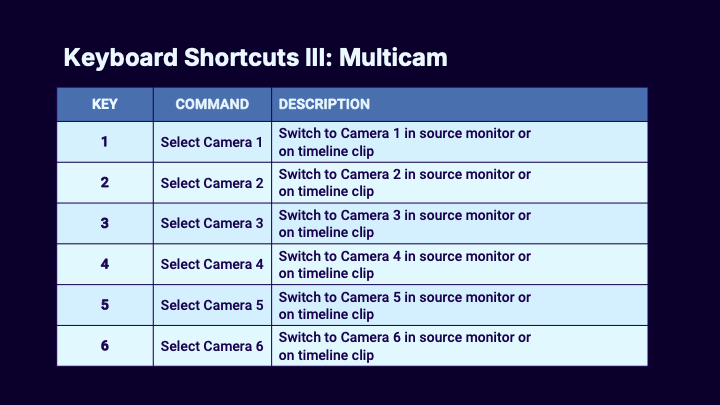 Keyboard Shortcuts III: Multicam
KEY COMMAND DESCRIPTION
1 Select Camera 1 Switch to Camera 1 in source monitor or
on timeline clip
2 Select Camera 2 Switch to Camera 2 in source monitor or
on timeline clip
3 Select Camera 3 Switch to Camera 3 in source monitor or
on timeline clip
4 Select Camera 4 Switch to Camera 4 in source monitor or
on timeline clip
5 Select Camera 5 Switch to Camera 5 in source monitor or
on timeline clip
6 Select Camera 6 Switch to Camera 6 in source monitor or
on timeline clip